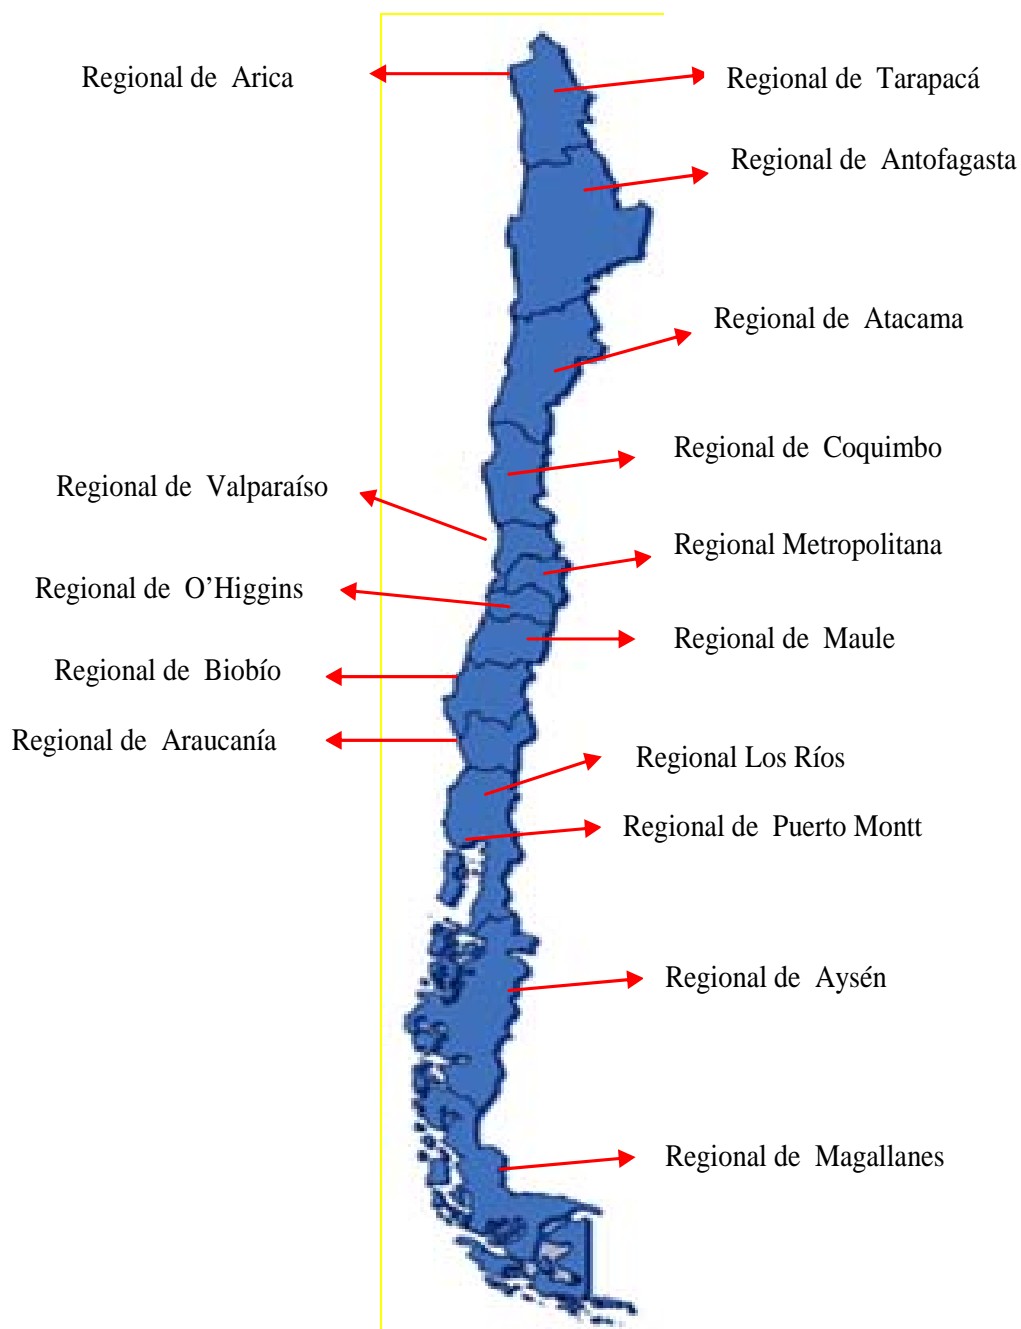 Regional de Arica
Regional de Tarapacá
Regional de Antofagasta
Regional de Atacama
Regional de Coquimbo
Regional de Valparaíso
Regional Metropolitana
Regional de O’Higgins
Regional de Maule
Regional de Biobío
Regional de Araucanía
Regional Los Ríos
Regional de Puerto Montt
Regional de Aysén
Regional de Magallanes